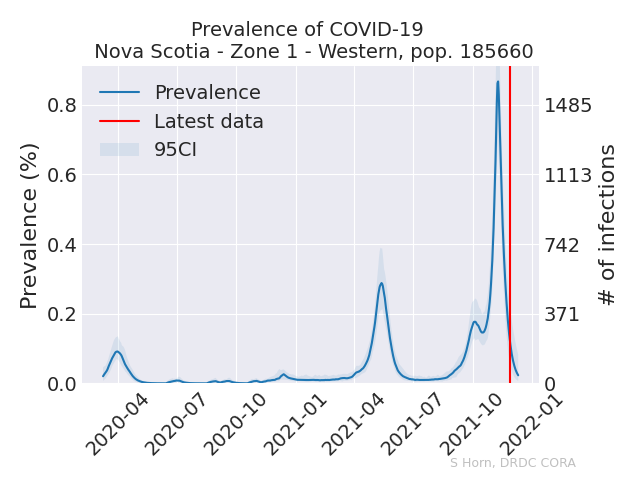 Prevalence of COVID-19
Nova Scotia - Zone 1 - Western, pop. 185660
Prevalence
Latest data
95CI
Prevalence (%)
0.8
0.6
0.4
0.2
0.0
1485
1113
742
371
0
# of infections
2020-04
2020-07
2020-10
2021-01
2021-04
2021-07
2021-10
2022-01
S Horn, DRDC CORA